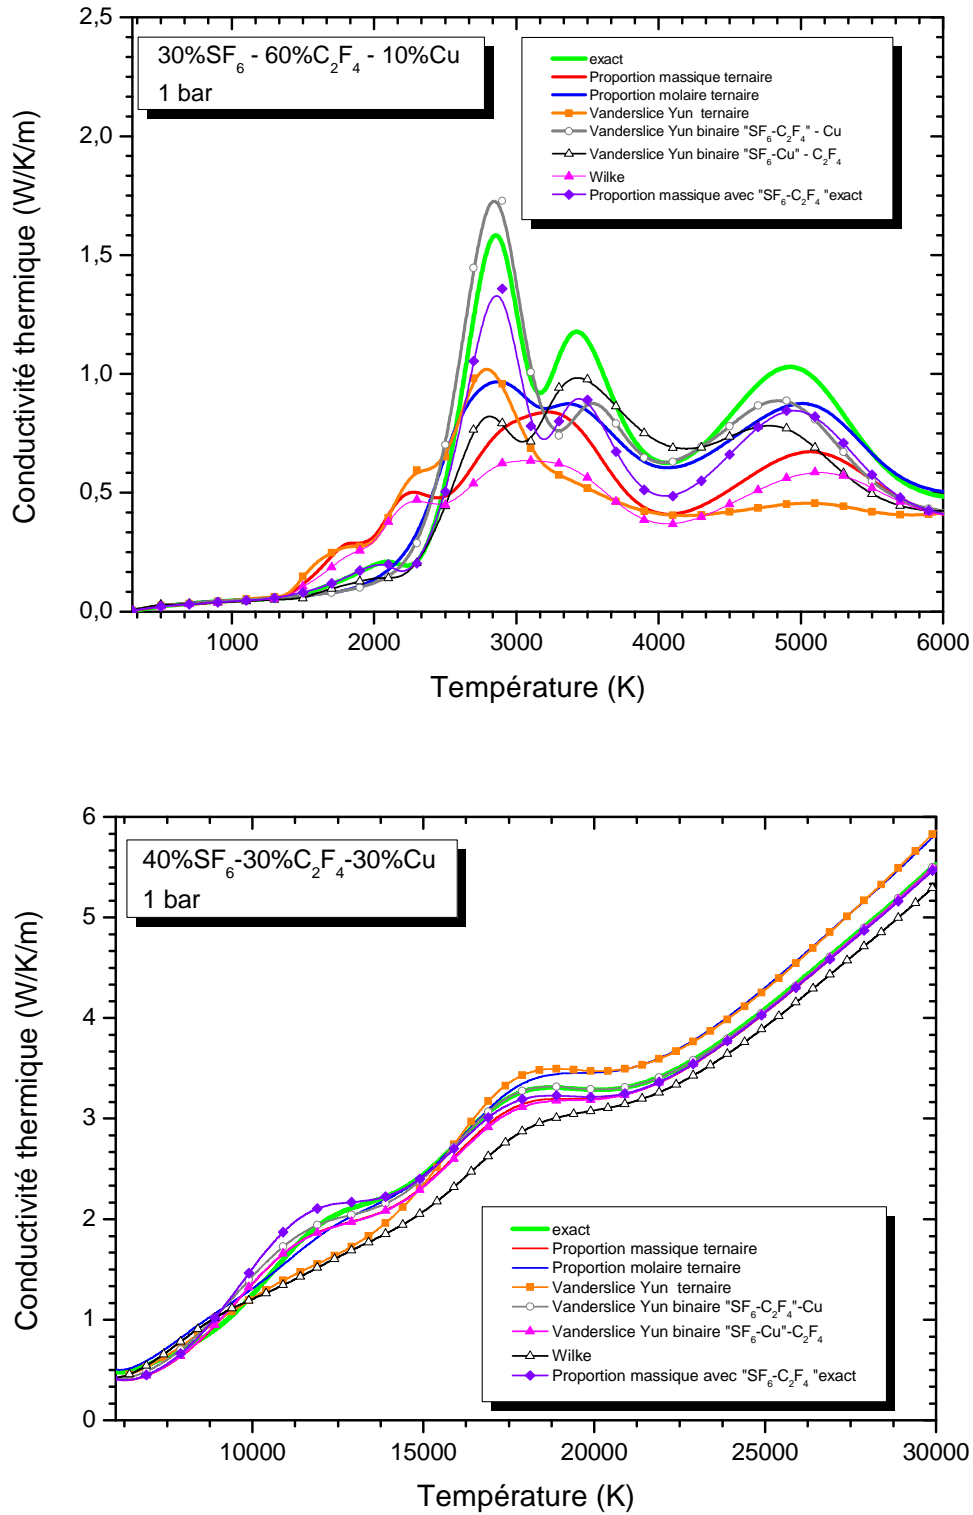 30%SF6 - 60%C2F4 - 10%Cu
1 bar
exact
Proportion massique ternaire
Proportion molaire ternaire
Vanderslice Yun  ternaire
Vanderslice Yun binaire "SF6-C2F4" - Cu
Vanderslice Yun binaire "SF6-Cu" - C2F4
Wilke
Proportion massique avec "SF6-C2F4 "exact
Conductivité thermique (W/K/m)
2,5
2,0
1,5
1,0
0,5
0,0
1000 2000 3000 4000 5000 6000
Température (K)
40%SF6-30%C2F4-30%Cu
1 bar
Conductivité thermique (W/K/m)
6
5
4
3
2
1
0
exact
Proportion massique ternaire
Proportion molaire ternaire
Vanderslice Yun  ternaire
Vanderslice Yun binaire "SF6-C2F4"-Cu
Vanderslice Yun binaire "SF6-Cu"-C2F4
Wilke
Proportion massique avec "SF6-C2F4 "exact
10000 15000 20000 25000 30000
Température (K)